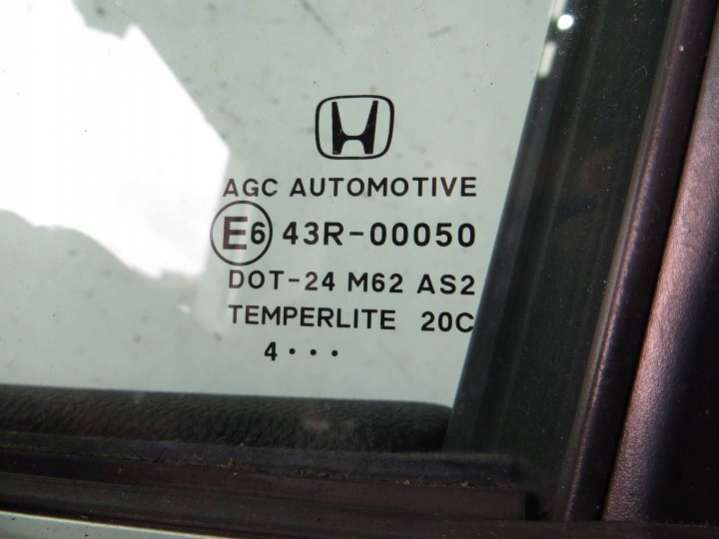 AGC AUTOMOTIVE
E6 43R-00050
DOT-24 M62 AS2
TEMPERLITE 20C
4···